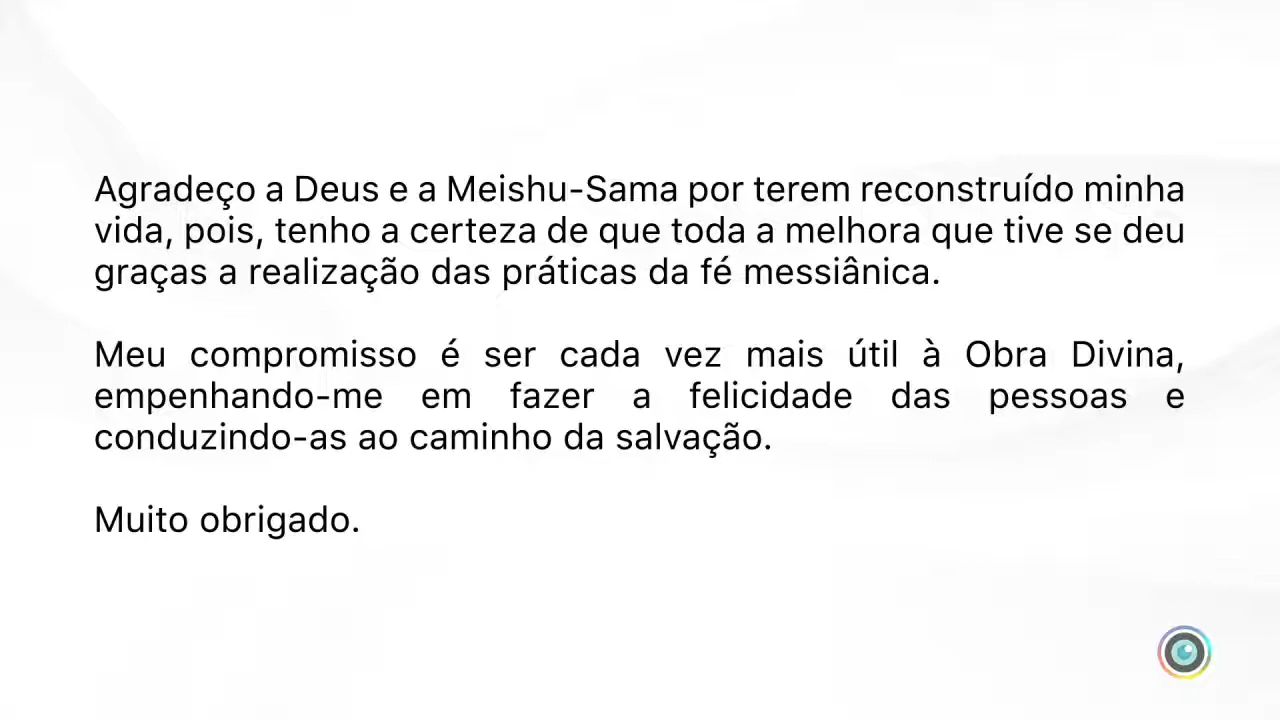 Agradeço a Deus e a Meishu-Sama por terem reconstruído minha
vida, pois, tenho a certeza de que toda a melhora que tive se deu
graças a realização das práticas da fé messiânica.
Meu compromisso é ser cada vez mais útil à Obra Divina,
empenhando-me em fazer a felicidade das pessoas e
conduzindo-as ao caminho da salvação.
Muito obrigado.